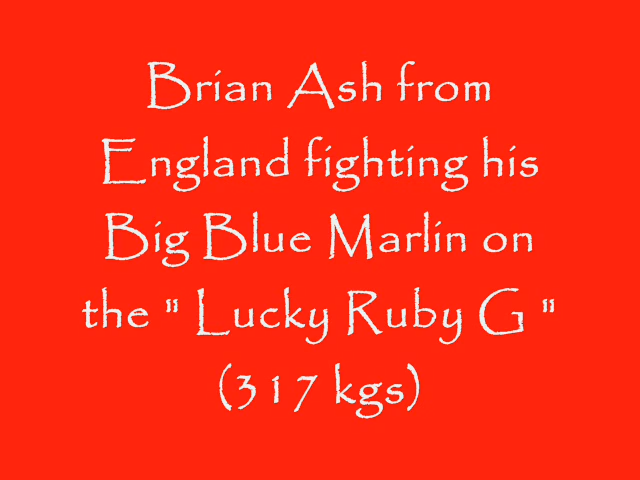 Brian Ash from
England fighting his
Big Blue Marlin on
the " Lucky Ruby G "
(317 kgs)